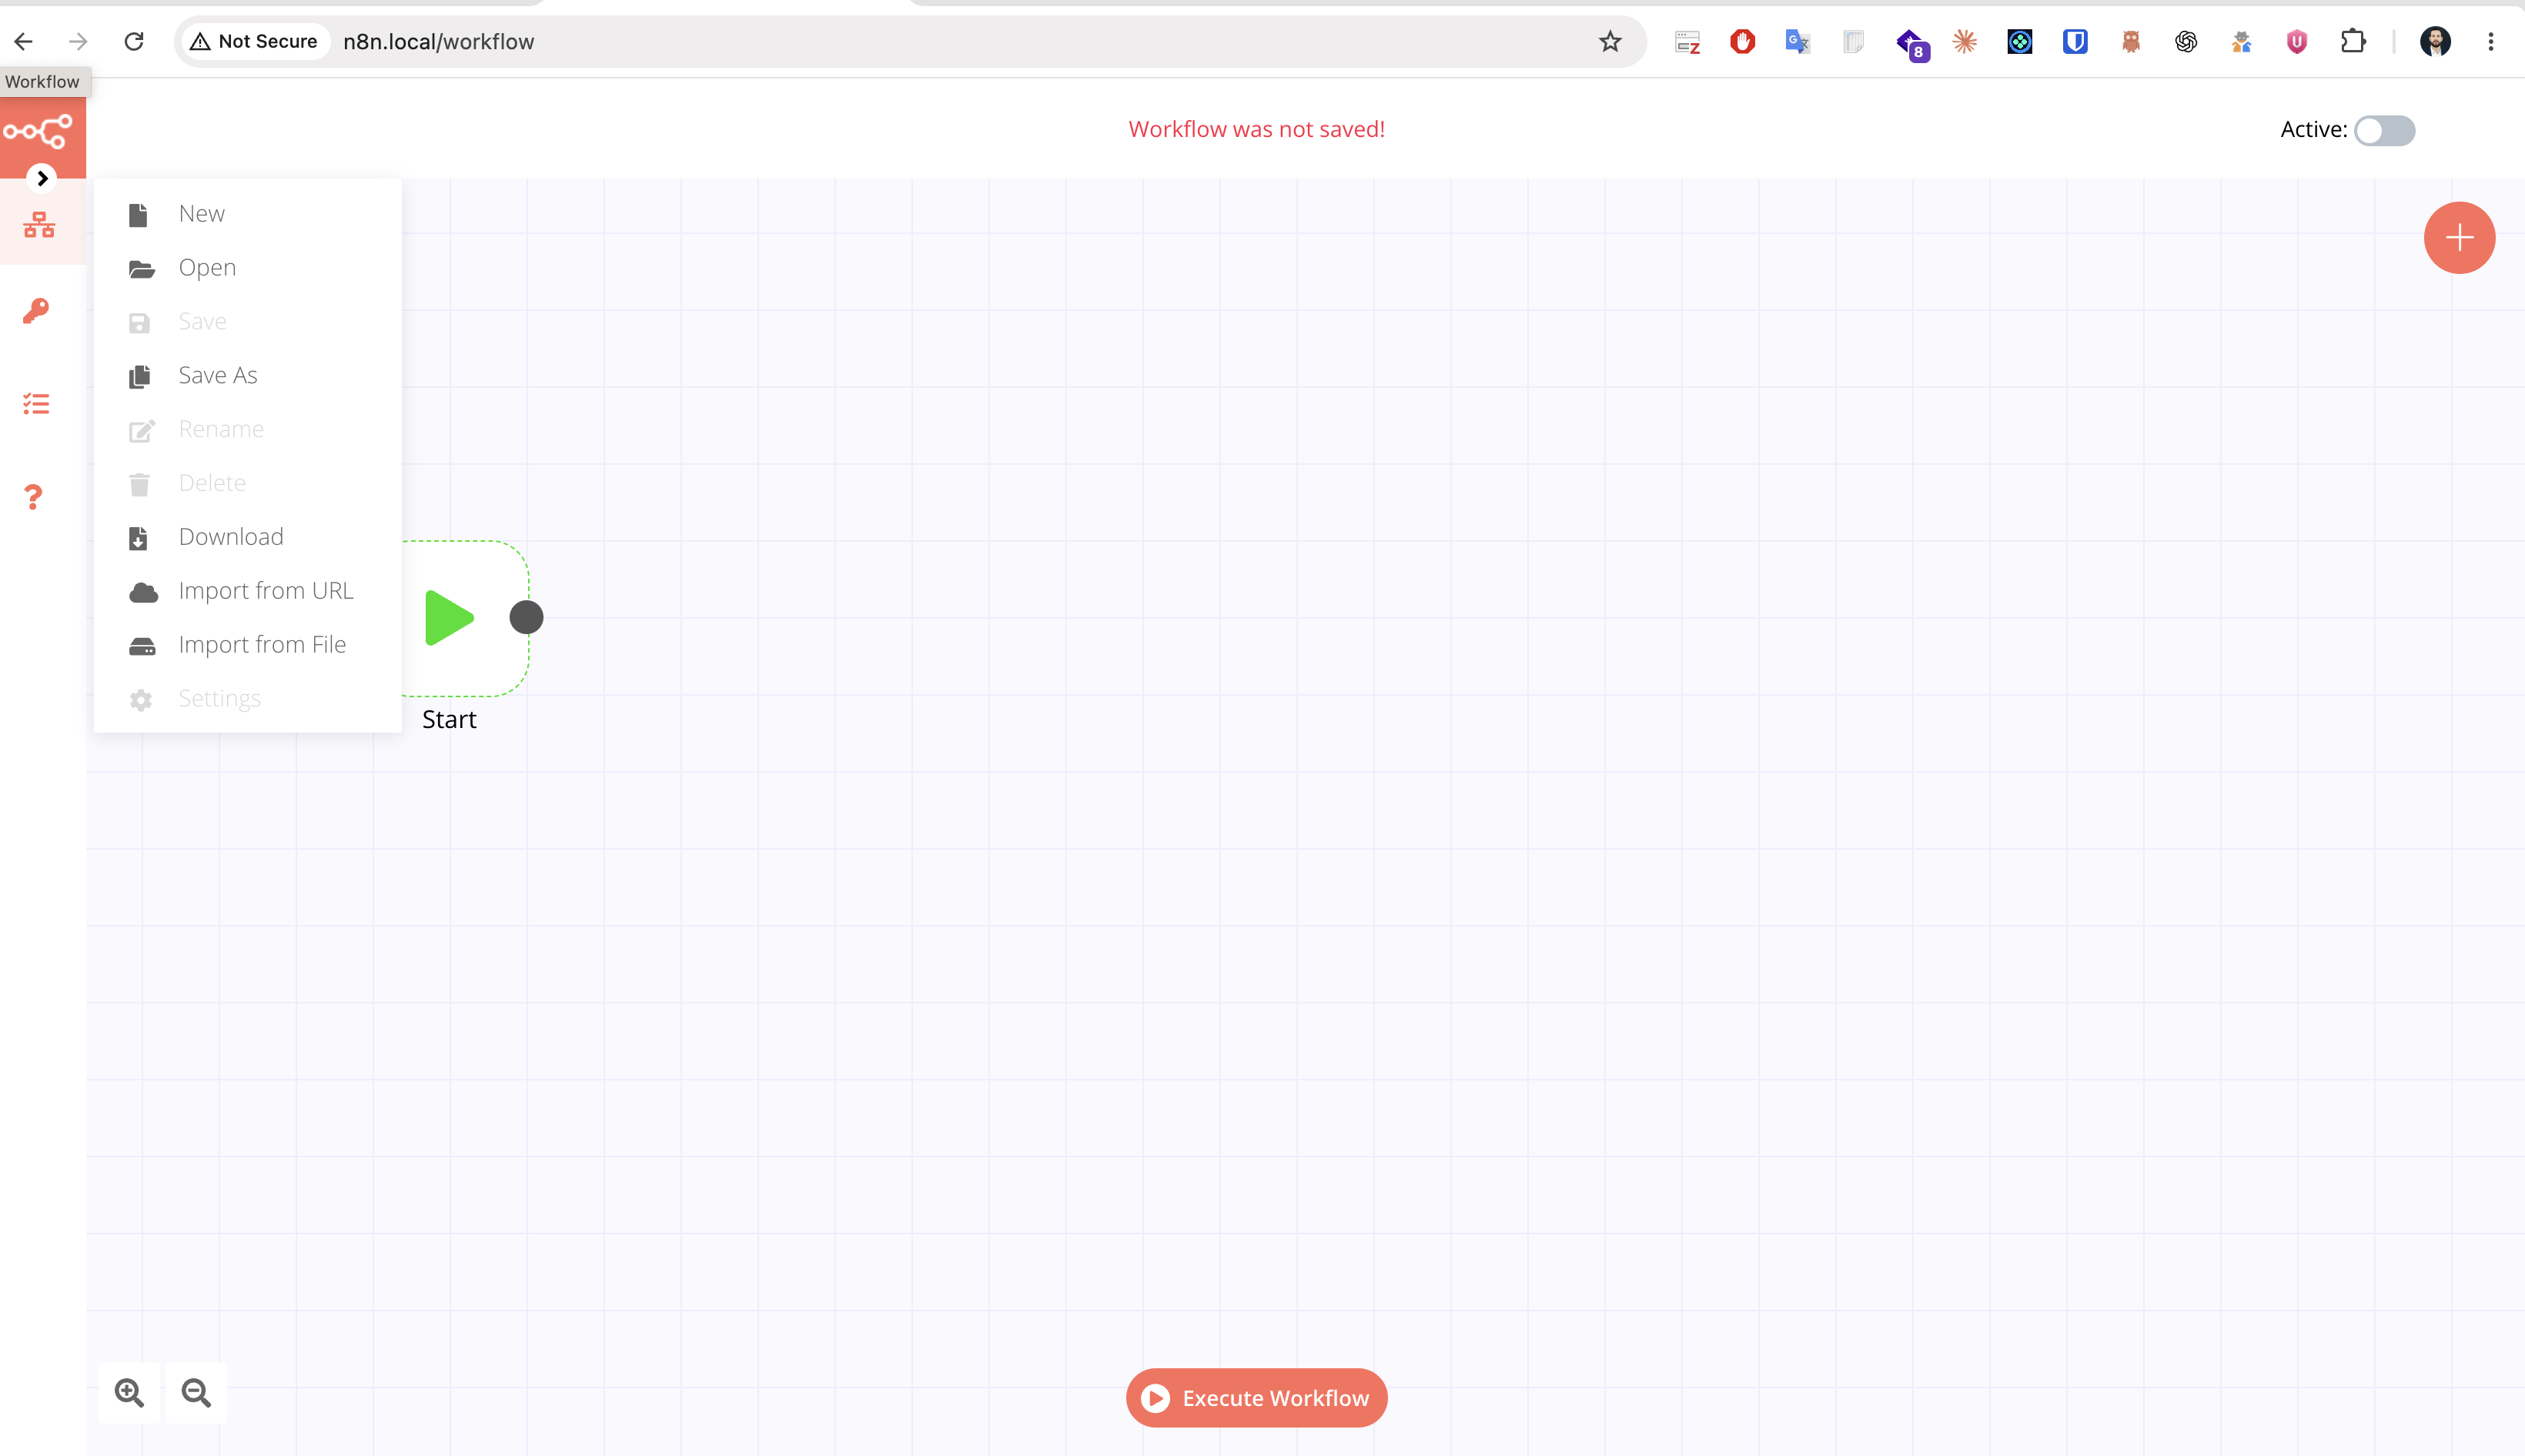 Not Secure
n8n.local/workflow
8
Workflow
Workflow was not saved!
Active:
New
Open
Save
Save As
Rename
Delete
Download
Import from URL
Import from File
Settings
Start
Execute Workflow